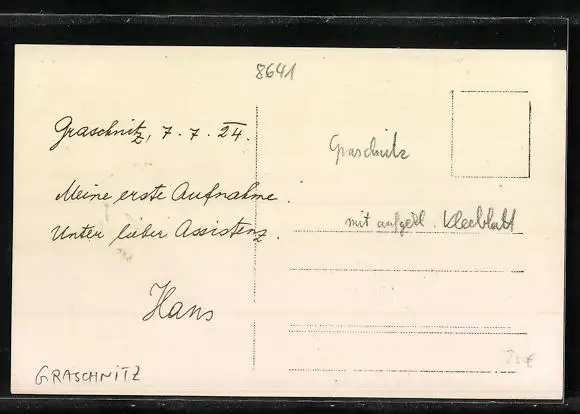 8641
Graschnitz, 7. 7. 24.
Meine erste Aufnahme.
Unter lieber Assistenz.
Hans
GRASCHNITZ
Graschnitz
mit aufgekl. Kleeblatt